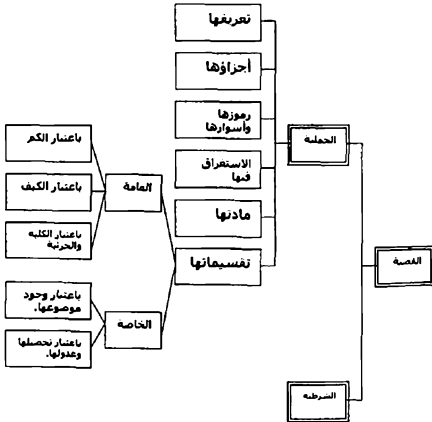 القضية
الحملية
الشرطية
تعريفها
أجزاؤها
رموزها
وأسوارها
الاستغراق
فيها
مادتها
تقسيماتها
العامة
باعتبار الكم
باعتبار الكيف
باعتبار الكلية
والجزئية
الخاصة
باعتبار وجود
موضوعها.
باعتبار تحصيلها
وعدولها.